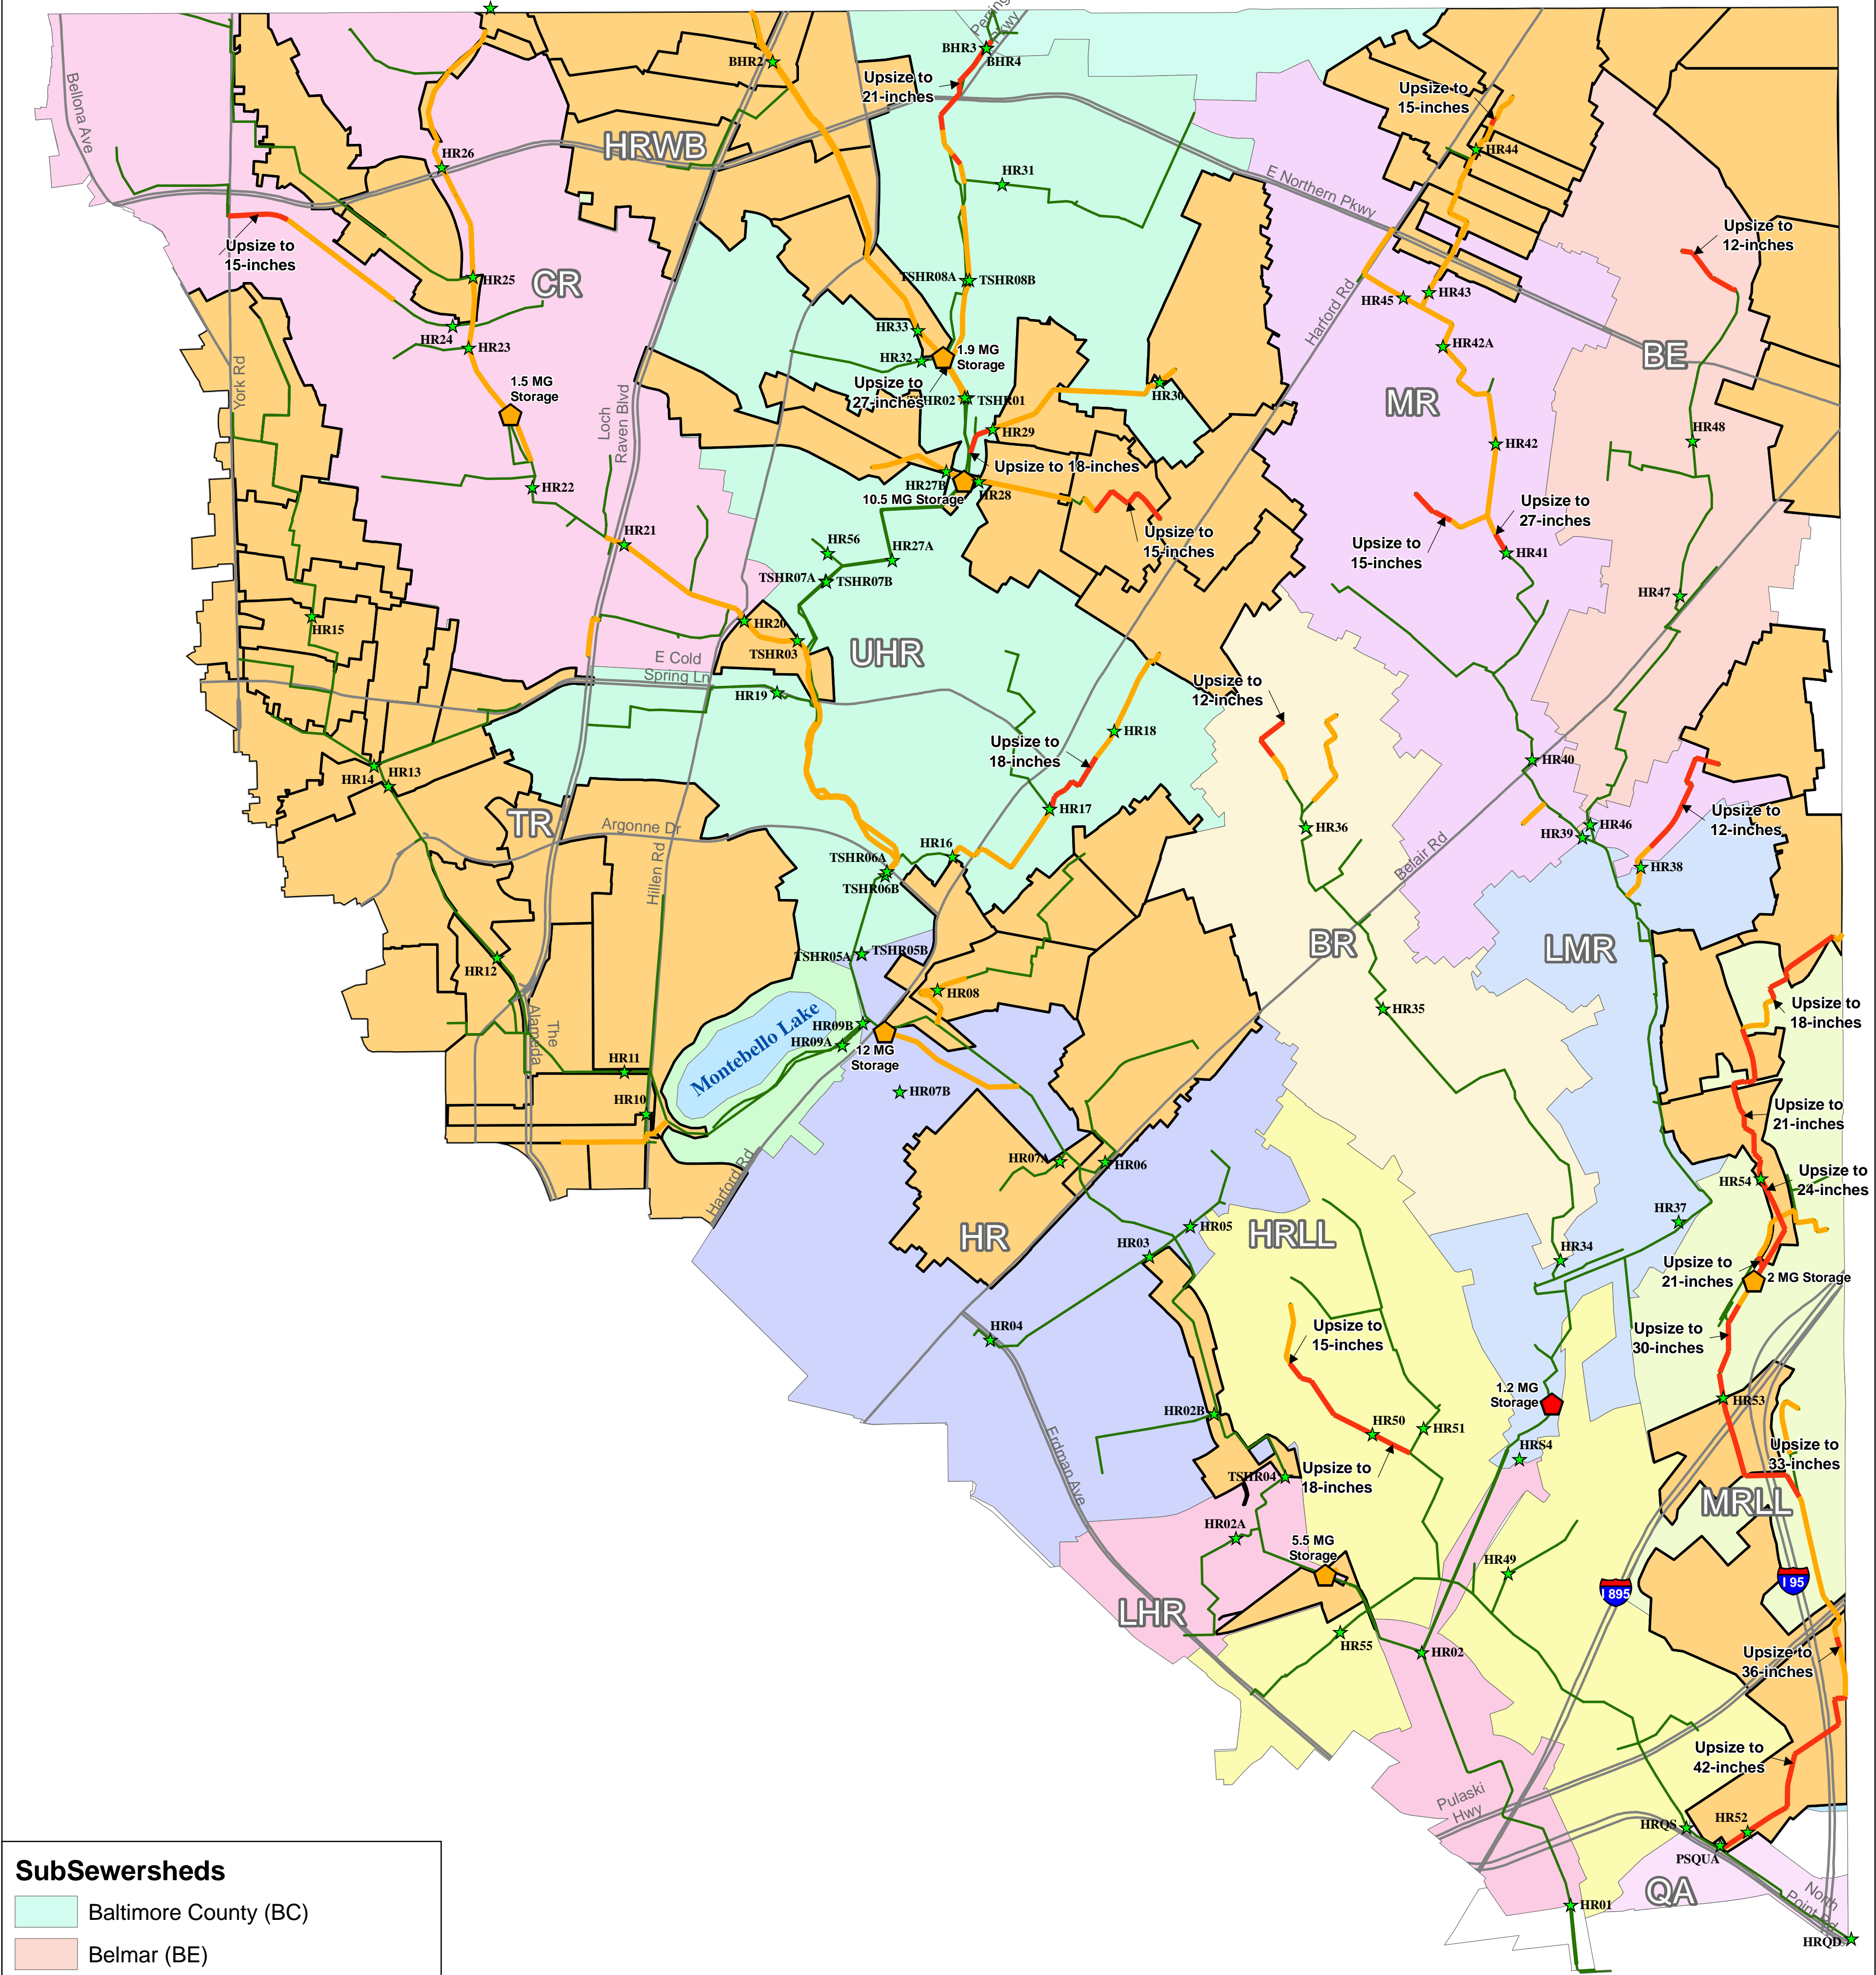 Perring
Pkwy
BHR3
BHR4
BHR2
Upsize to
21-inches
Upsize to
15-inches
HR44
Bellona Ave
HRWB
HR26
HR31
E Northern Pkwy
Upsize to
12-inches
Upsize to
15-inches
CR
HR25
TSHR08A
TSHR08B
HR45
HR43
Harford Rd
HR24
HR23
HR33
HR32
1.9 MG
Storage
HR42A
BE
York Rd
1.5 MG
Storage
Loch
Raven Blvd
Upsize to
27-inches
TSHR01
HR30
MR
HR29
HR42
HR48
Upsize to 18-inches
HR27B
10.5 MG Storage
HR28
HR22
HR21
Upsize to
15-inches
Upsize to
27-inches
Upsize to
15-inches
HR41
HR56
HR27A
TSHR07A
TSHR07B
HR47
HR15
HR20
TSHR03
UHR
E Cold
Spring Ln
HR19
Upsize to
12-inches
HR18
Upsize to
18-inches
HR14
HR13
HR40
HR17
TR
Argonne Dr
HR36
HR39
HR46
Upsize to
12-inches
Hillen Rd
TSHR06A
TSHR06B
HR16
HR38
Belair Rd
TSHR05A
TSHR05B
BR
LMR
HR12
HR08
HR35
Upsize to
18-inches
The
Alameda
Montebello Lake
HR09B
HR09A
12 MG
Storage
HR11
HR10
HR07B
Upsize to
21-inches
Harford Rd
HR07A
HR06
HR54
Upsize to
24-inches
HR
HR05
HR03
HRLL
HR37
HR34
Upsize to
21-inches
2 MG Storage
HR04
Upsize to
15-inches
Upsize to
30-inches
1.2 MG
Storage
HR53
HR02B
HR50
HR51
Erdman Ave
TSHR04
Upsize to
18-inches
HRS4
Upsize to
33-inches
MRLL
HR02A
5.5 MG
Storage
HR49
I 895
I 95
LHR
HR55
HR02
Upsize to
36-inches
Upsize to
42-inches
Pulaski
Hwy
HRQS
HR52
PSQUA
QA
North
Point Rd
HR01
HRQD
SubSewersheds
Baltimore County (BC)
Belmar (BE)